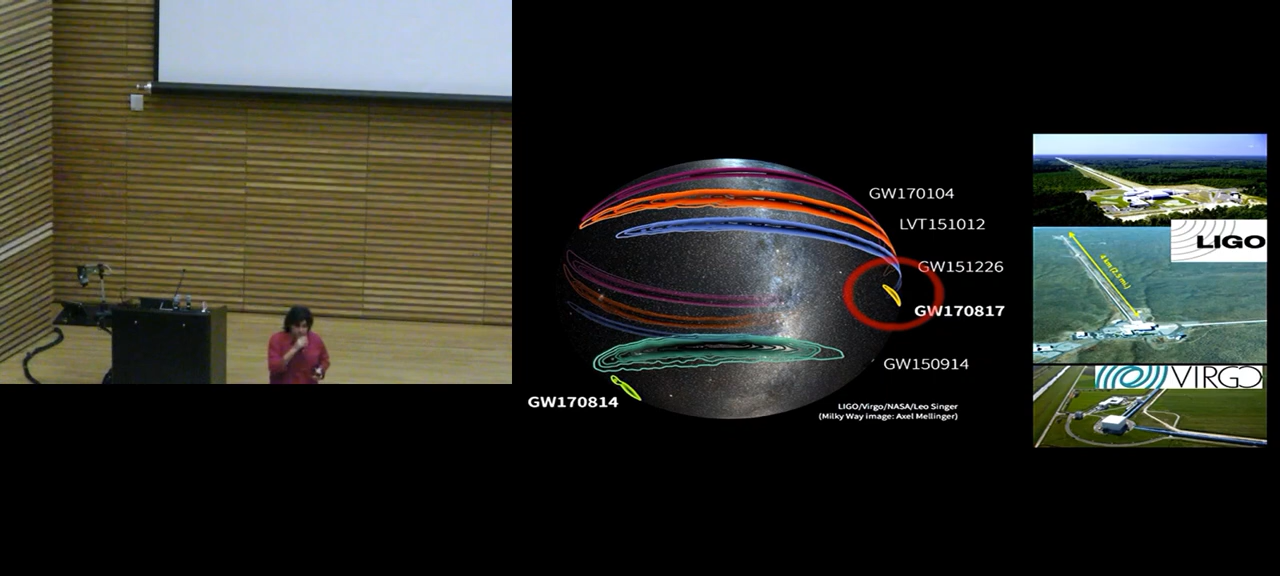 GW170104
LVT151012
GW151226
GW170817
GW150914
GW170814
LIGO/Virgo/NASA/Leo Singer
(Milky Way image: Axel Mellinger)
LIGO
4 km (2.5 mi.)
VIRGO